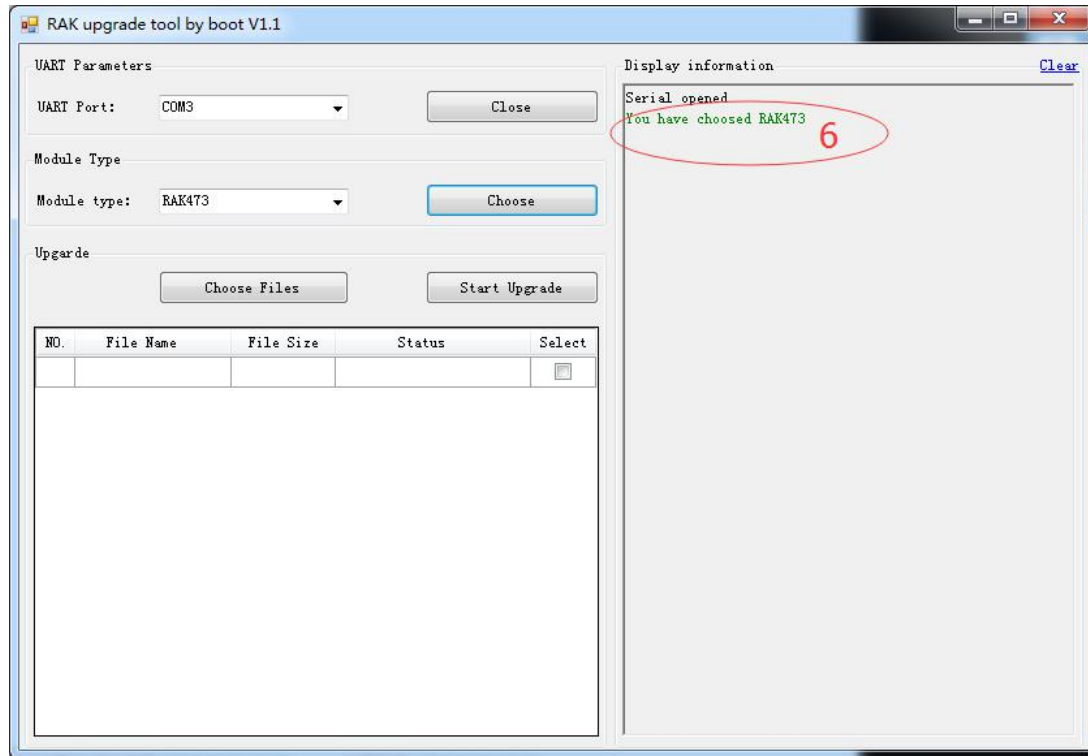 RAK upgrade tool by boot V1.1
UART Parameters
UART Port: COM3 Close
Module Type
Module type: RAK473 Choose
Upgarde
Choose Files Start Upgrade
NO. File Name File Size Status Select
Display information Clear
Serial opened
You have choosed RAK473
6